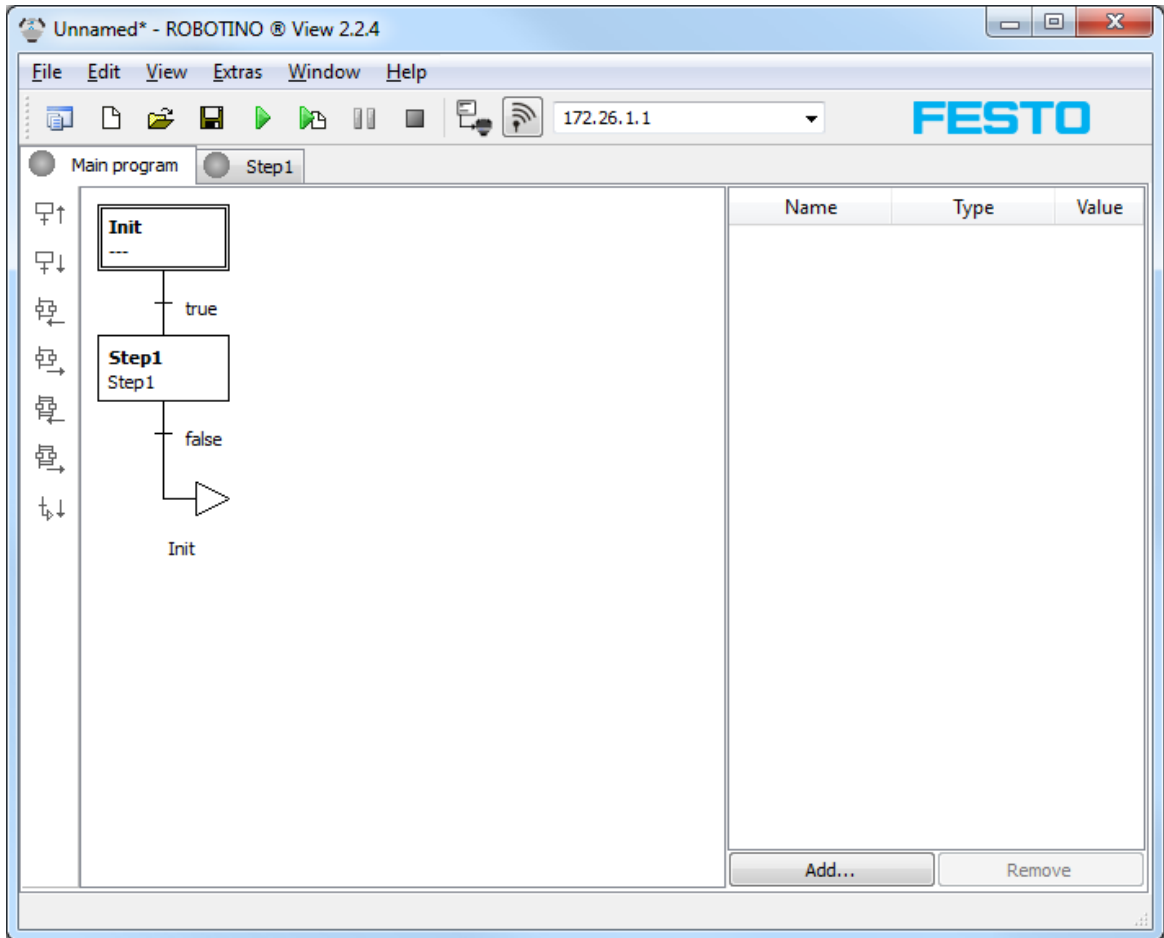 Unnamed* - ROBOTINO ® View 2.2.4
File Edit View Extras Window Help
172.26.1.1
FESTO
Main program Step1
Name Type Value
Init
---
true
Step1
Step1
false
Init
Add... Remove